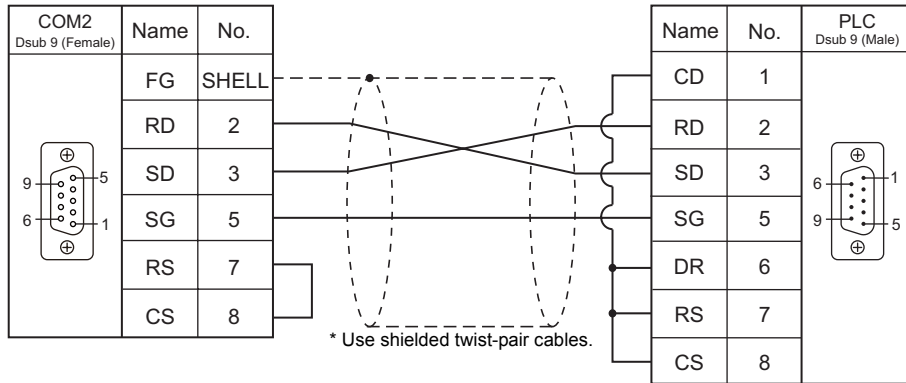 COM2
Dsub 9 (Female)
Name No.
FG SHELL
RD 2
SD 3
SG 5
RS 7
CS 8
9 5
6 1
* Use shielded twist-pair cables.
Name No.
PLC
Dsub 9 (Male)
CD 1
RD 2
SD 3
SG 5
DR 6
RS 7
CS 8
6 1
9 5